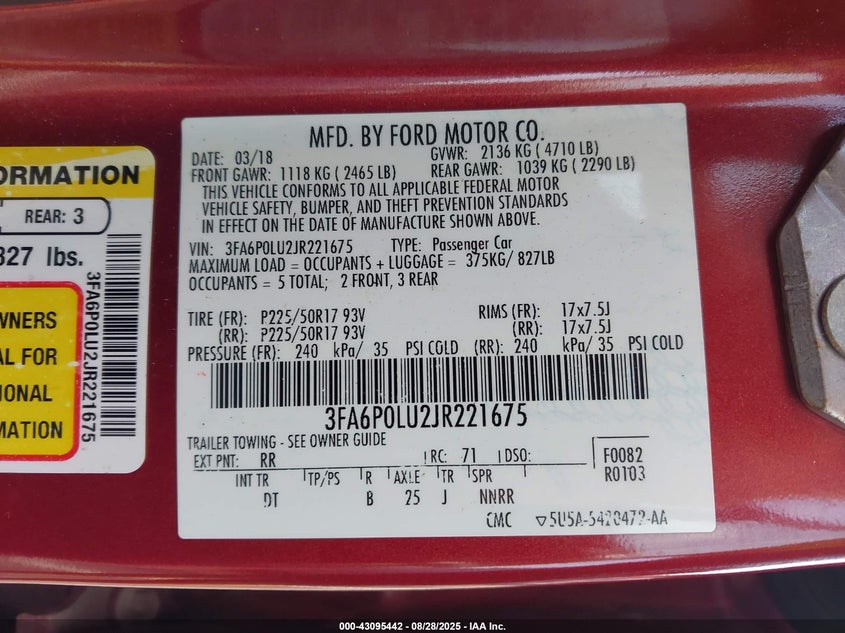 MFD. BY FORD MOTOR CO.
DATE: 03/18 GVWR: 2136 KG ( 4710 LB)
FRONT GAWR: 1118 KG ( 2465 LB) REAR GAWR: 1039 KG ( 2290 LB)
THIS VEHICLE CONFORMS TO ALL APPLICABLE FEDERAL MOTOR
VEHICLE SAFETY, BUMPER, AND THEFT PREVENTION STANDARDS
IN EFFECT ON THE DATE OF MANUFACTURE SHOWN ABOVE.
VIN: 3FA6P0LU2JR221675 TYPE: Passenger Car
MAXIMUM LOAD = OCCUPANTS + LUGGAGE = 375KG/ 827LB
OCCUPANTS = 5 TOTAL; 2 FRONT, 3 REAR
TIRE (FR): P225/50R17 93V RIMS (FR): 17x7.5J
(RR): P225/50R17 93V (RR): 17x7.5J
PRESSURE (FR): 240 kPa/ 35 PSI COLD (RR): 240 kPa/ 35 PSI COLD
3FA6P0LU2JR221675
TRAILER TOWING - SEE OWNER GUIDE
EXT PNT: RR RC: 71 DSO: F0082
INT TR TP/PS R AXLE TR SPR R0103
DT B 25 J NNRR
CMC ▽5U5A-5420472-AA
ORMATION
REAR: 3
827 lbs.
WNERS
AL FOR
IONAL
MATION
3FA6P0LU2JR221675
000-43095442 - 08/28/2025 - IAA Inc.